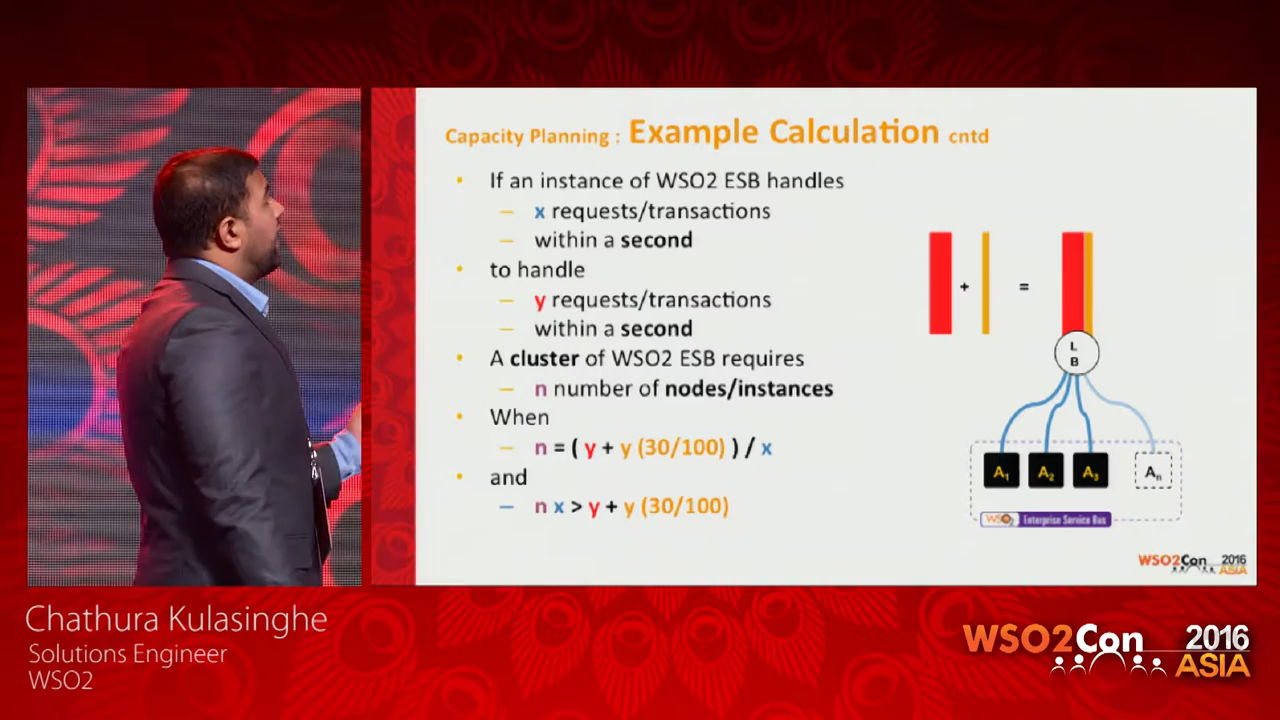 Capacity Planning : Example Calculation cntd
• If an instance of WSO2 ESB handles
– x requests/transactions
– within a second
• to handle
– y requests/transactions
– within a second
• A cluster of WSO2 ESB requires
– n number of nodes/instances
• When
– n = ( y + y (30/100) ) / x
• and
– n x > y + y (30/100)
+ =
L
B
A1 A2 A3 An
WSO2 Enterprise Service Bus
WSO2Con 2016
ASIA
Chathura Kulasinghe
Solutions Engineer
WSO2
WSO2Con 2016
ASIA